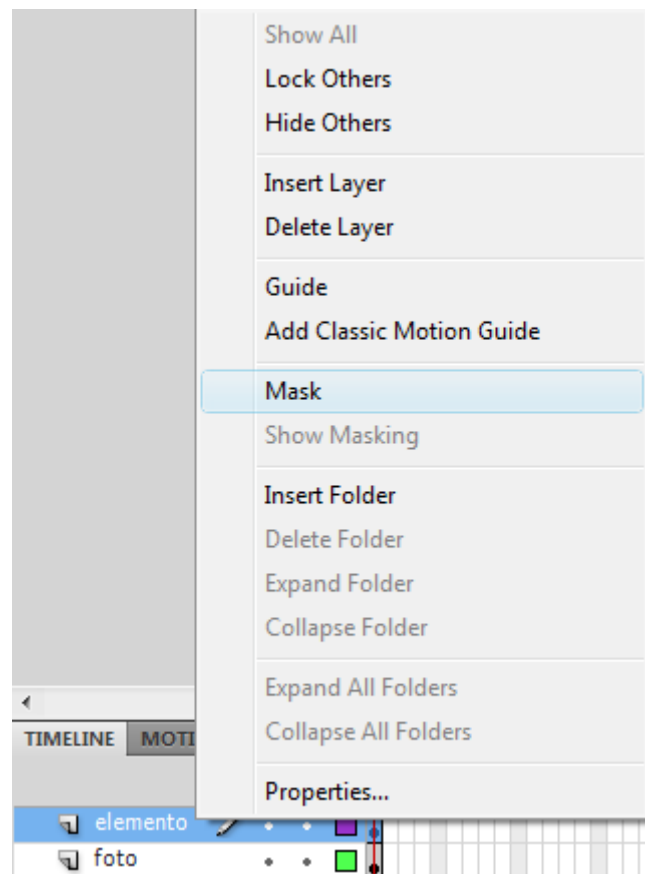 Show All
Lock Others
Hide Others
Insert Layer
Delete Layer
Guide
Add Classic Motion Guide
Mask
Show Masking
Insert Folder
Delete Folder
Expand Folder
Collapse Folder
Expand All Folders
Collapse All Folders
Properties...
TIMELINE
elemento
foto